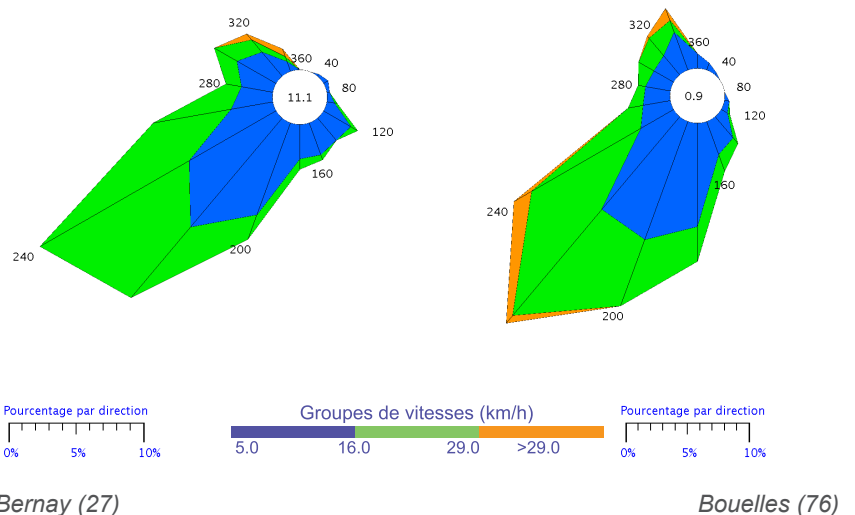 320
360
40
80
120
160
200
240
280
11.1
320
360
40
80
120
160
200
240
280
0.9
Pourcentage par direction
0% 5% 10%
Groupes de vitesses (km/h)
5.0 16.0 29.0 >29.0
Pourcentage par direction
0% 5% 10%
Bernay (27)
Bouelles (76)